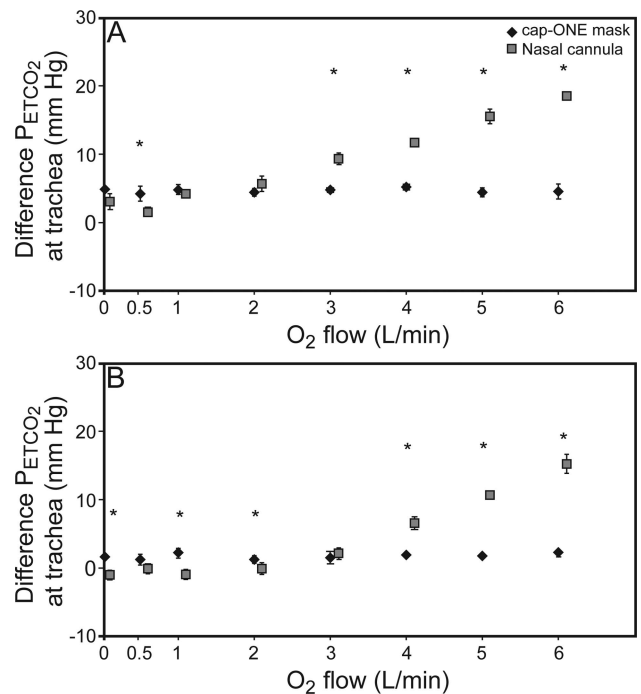 A
cap-ONE mask
Nasal cannula
30
20
10
0
-10
* * * * *
Difference PETCO2
at trachea (mm Hg)
0 0.5 1 2 3 4 5 6
O2 flow (L/min)
B
30
20
10
0
-10
* * * * * *
Difference PETCO2
at trachea (mm Hg)
0 0.5 1 2 3 4 5 6
O2 flow (L/min)